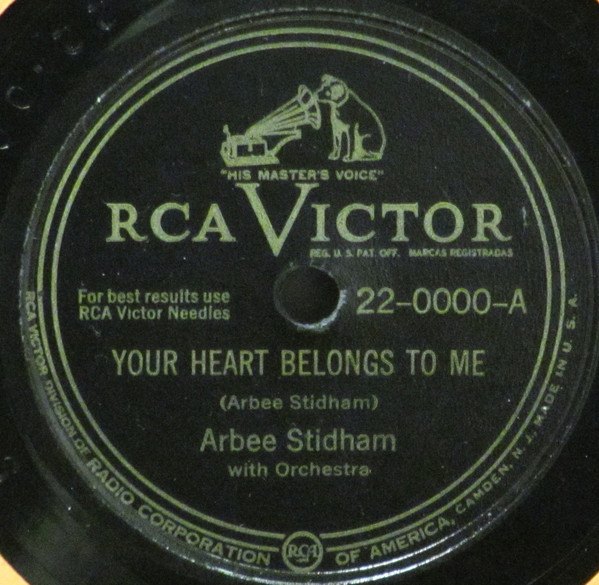 "HIS MASTER'S VOICE"
RCA VICTOR
REG. U. S. PAT. OFF. MARCAS REGISTRADAS
For best results use
RCA Victor Needles
22-0000-A
YOUR HEART BELONGS TO ME
(Arbee Stidham)
Arbee Stidham
with Orchestra
RCA VICTOR DIVISION OF RADIO CORPORATION OF AMERICA, CAMDEN, N. J. MADE IN U. S. A.
RCA